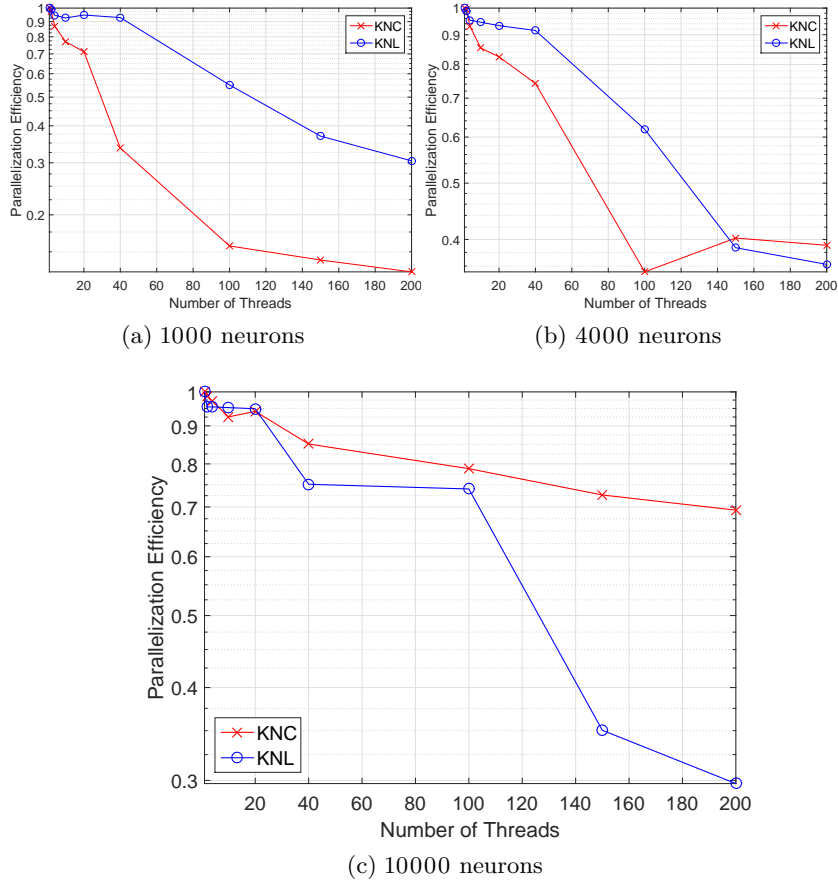 1
0.9
0.8
0.7
0.6
0.5
0.4
0.3
0.2
Parallelization Efficiency
KNC
KNL
20 40 60 80 100 120 140 160 180 200
Number of Threads
(a) 1000 neurons
1
0.9
0.8
0.7
0.6
0.5
0.4
Parallelization Efficiency
KNC
KNL
20 40 60 80 100 120 140 160 180 200
Number of Threads
(b) 4000 neurons
1
0.9
0.8
0.7
0.6
0.5
0.4
0.3
Parallelization Efficiency
KNC
KNL
20 40 60 80 100 120 140 160 180 200
Number of Threads
(c) 10000 neurons